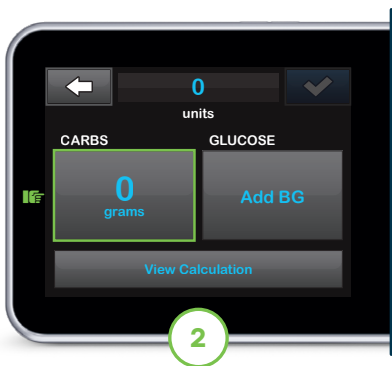 0
units
CARBS GLUCOSE
0
grams
Add BG
View Calculation
2